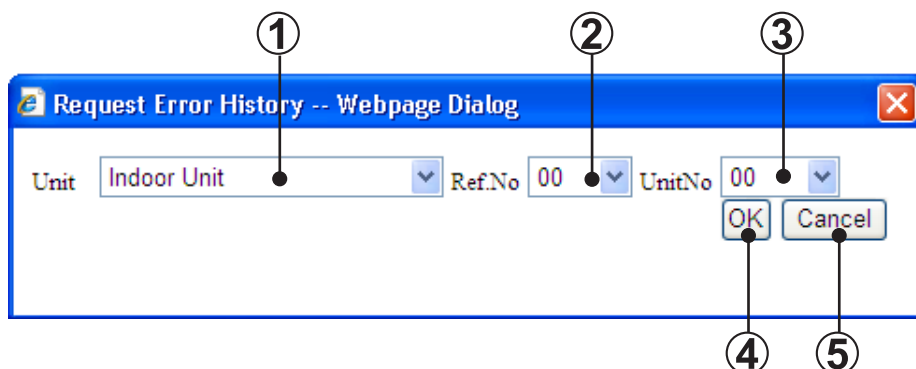 ① ② ③
Request Error History -- Webpage Dialog
Unit Indoor Unit Ref.No 00 UnitNo 00
OK Cancel
④ ⑤